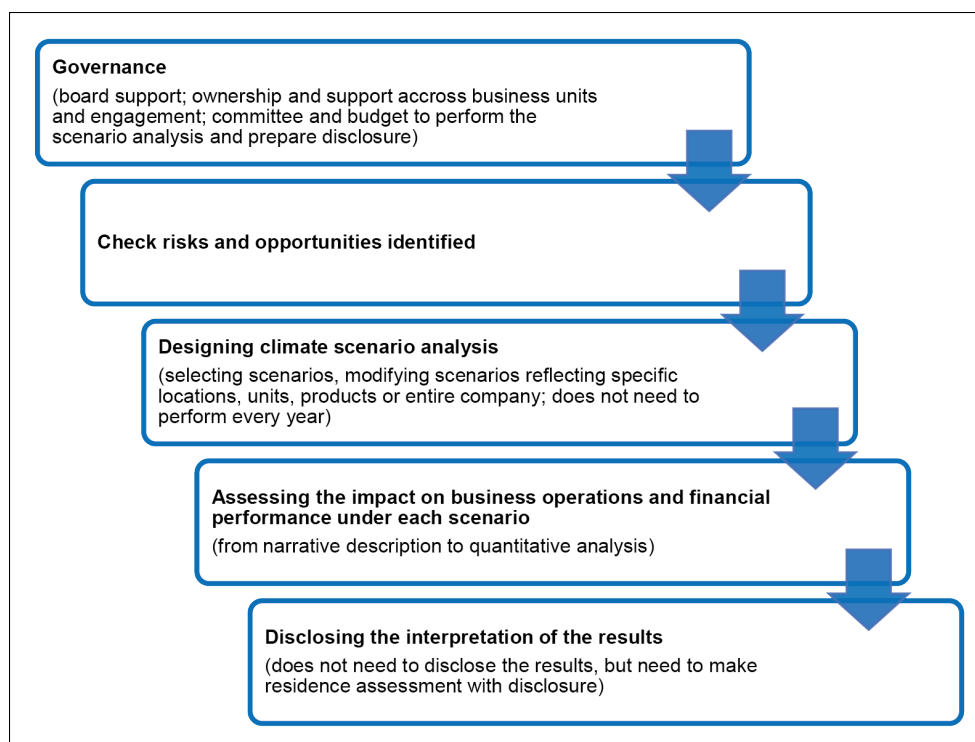 Governance
(board support; ownership and support accross business units
and engagement; committee and budget to perform the
scenario analysis and prepare disclosure)
Check risks and opportunities identified
Designing climate scenario analysis
(selecting scenarios, modifying scenarios reflecting specific
locations, units, products or entire company; does not need to
perform every year)
Assessing the impact on business operations and financial
performance under each scenario
(from narrative description to quantitative analysis)
Disclosing the interpretation of the results
(does not need to disclose the results, but need to make
residence assessment with disclosure)